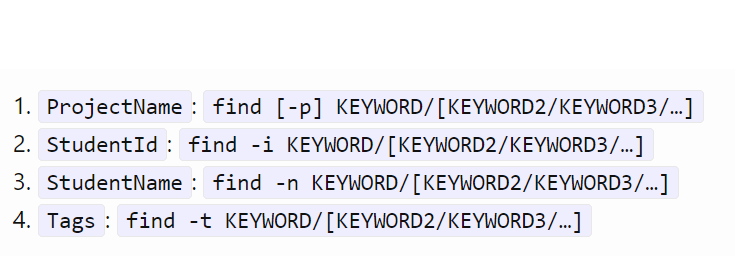 1. ProjectName: find [-p] KEYWORD/[KEYWORD2/KEYWORD3/…]
2. StudentId: find -i KEYWORD/[KEYWORD2/KEYWORD3/…]
3. StudentName: find -n KEYWORD/[KEYWORD2/KEYWORD3/…]
4. Tags: find -t KEYWORD/[KEYWORD2/KEYWORD3/…]